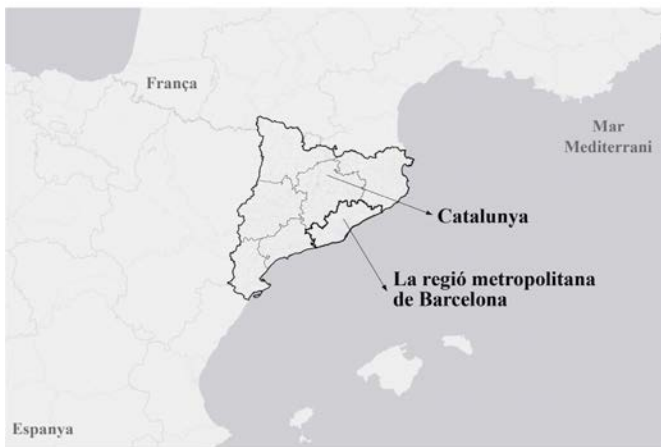 França
Mar
Mediterrani
Catalunya
La regió metropolitana
de Barcelona
Espanya